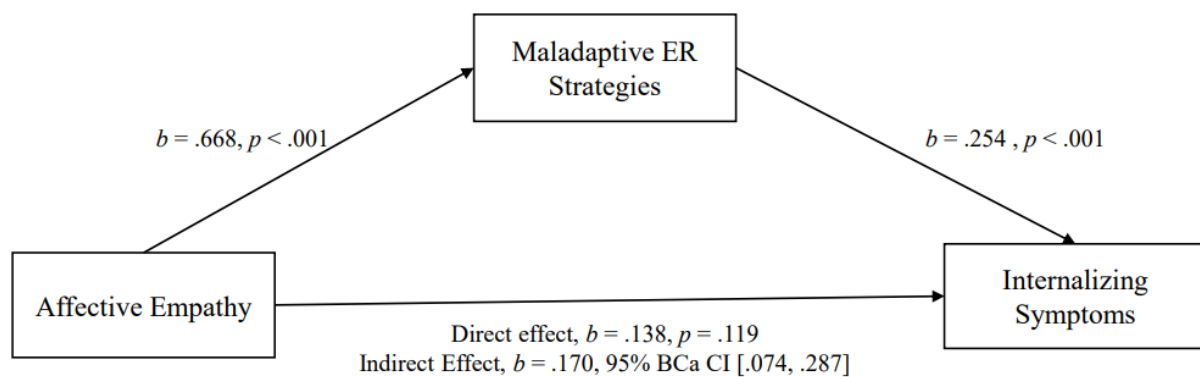 Maladaptive ER
Strategies
b = .668, p < .001
b = .254 , p < .001
Affective Empathy
Internalizing
Symptoms
Direct effect, b = .138, p = .119
Indirect Effect, b = .170, 95% BCa CI [.074, .287]